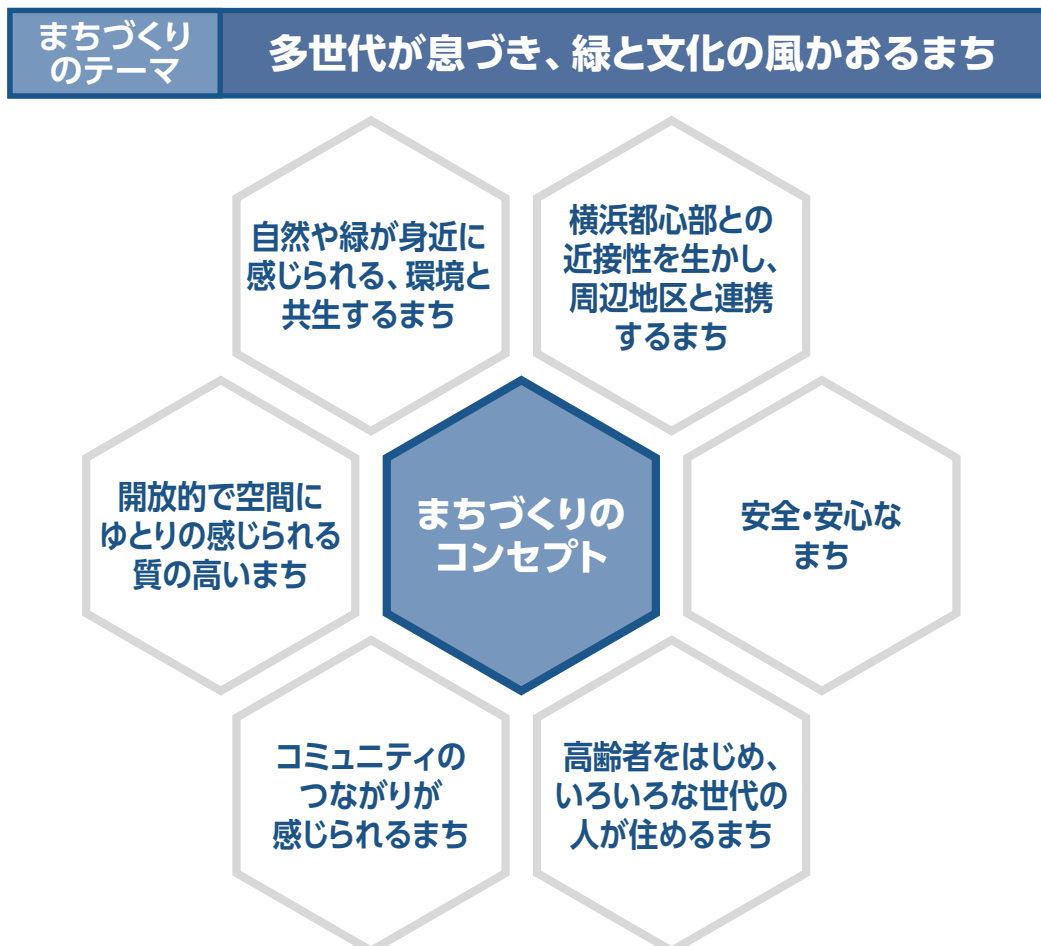 まちづくり
のテーマ
多世代が息づき、緑と文化の風かおるまち
自然や緑が身近に
感じられる、環境と
共生するまち
横浜都心部との
近接性を生かし、
周辺地区と連携
するまち
開放的で空間に
ゆとりの感じられる
質の高いまち
まちづくりの
コンセプト
安全・安心な
まち
コミュニティの
つながりが
感じられるまち
高齢者をはじめ、
いろいろな世代の
人が住めるまち